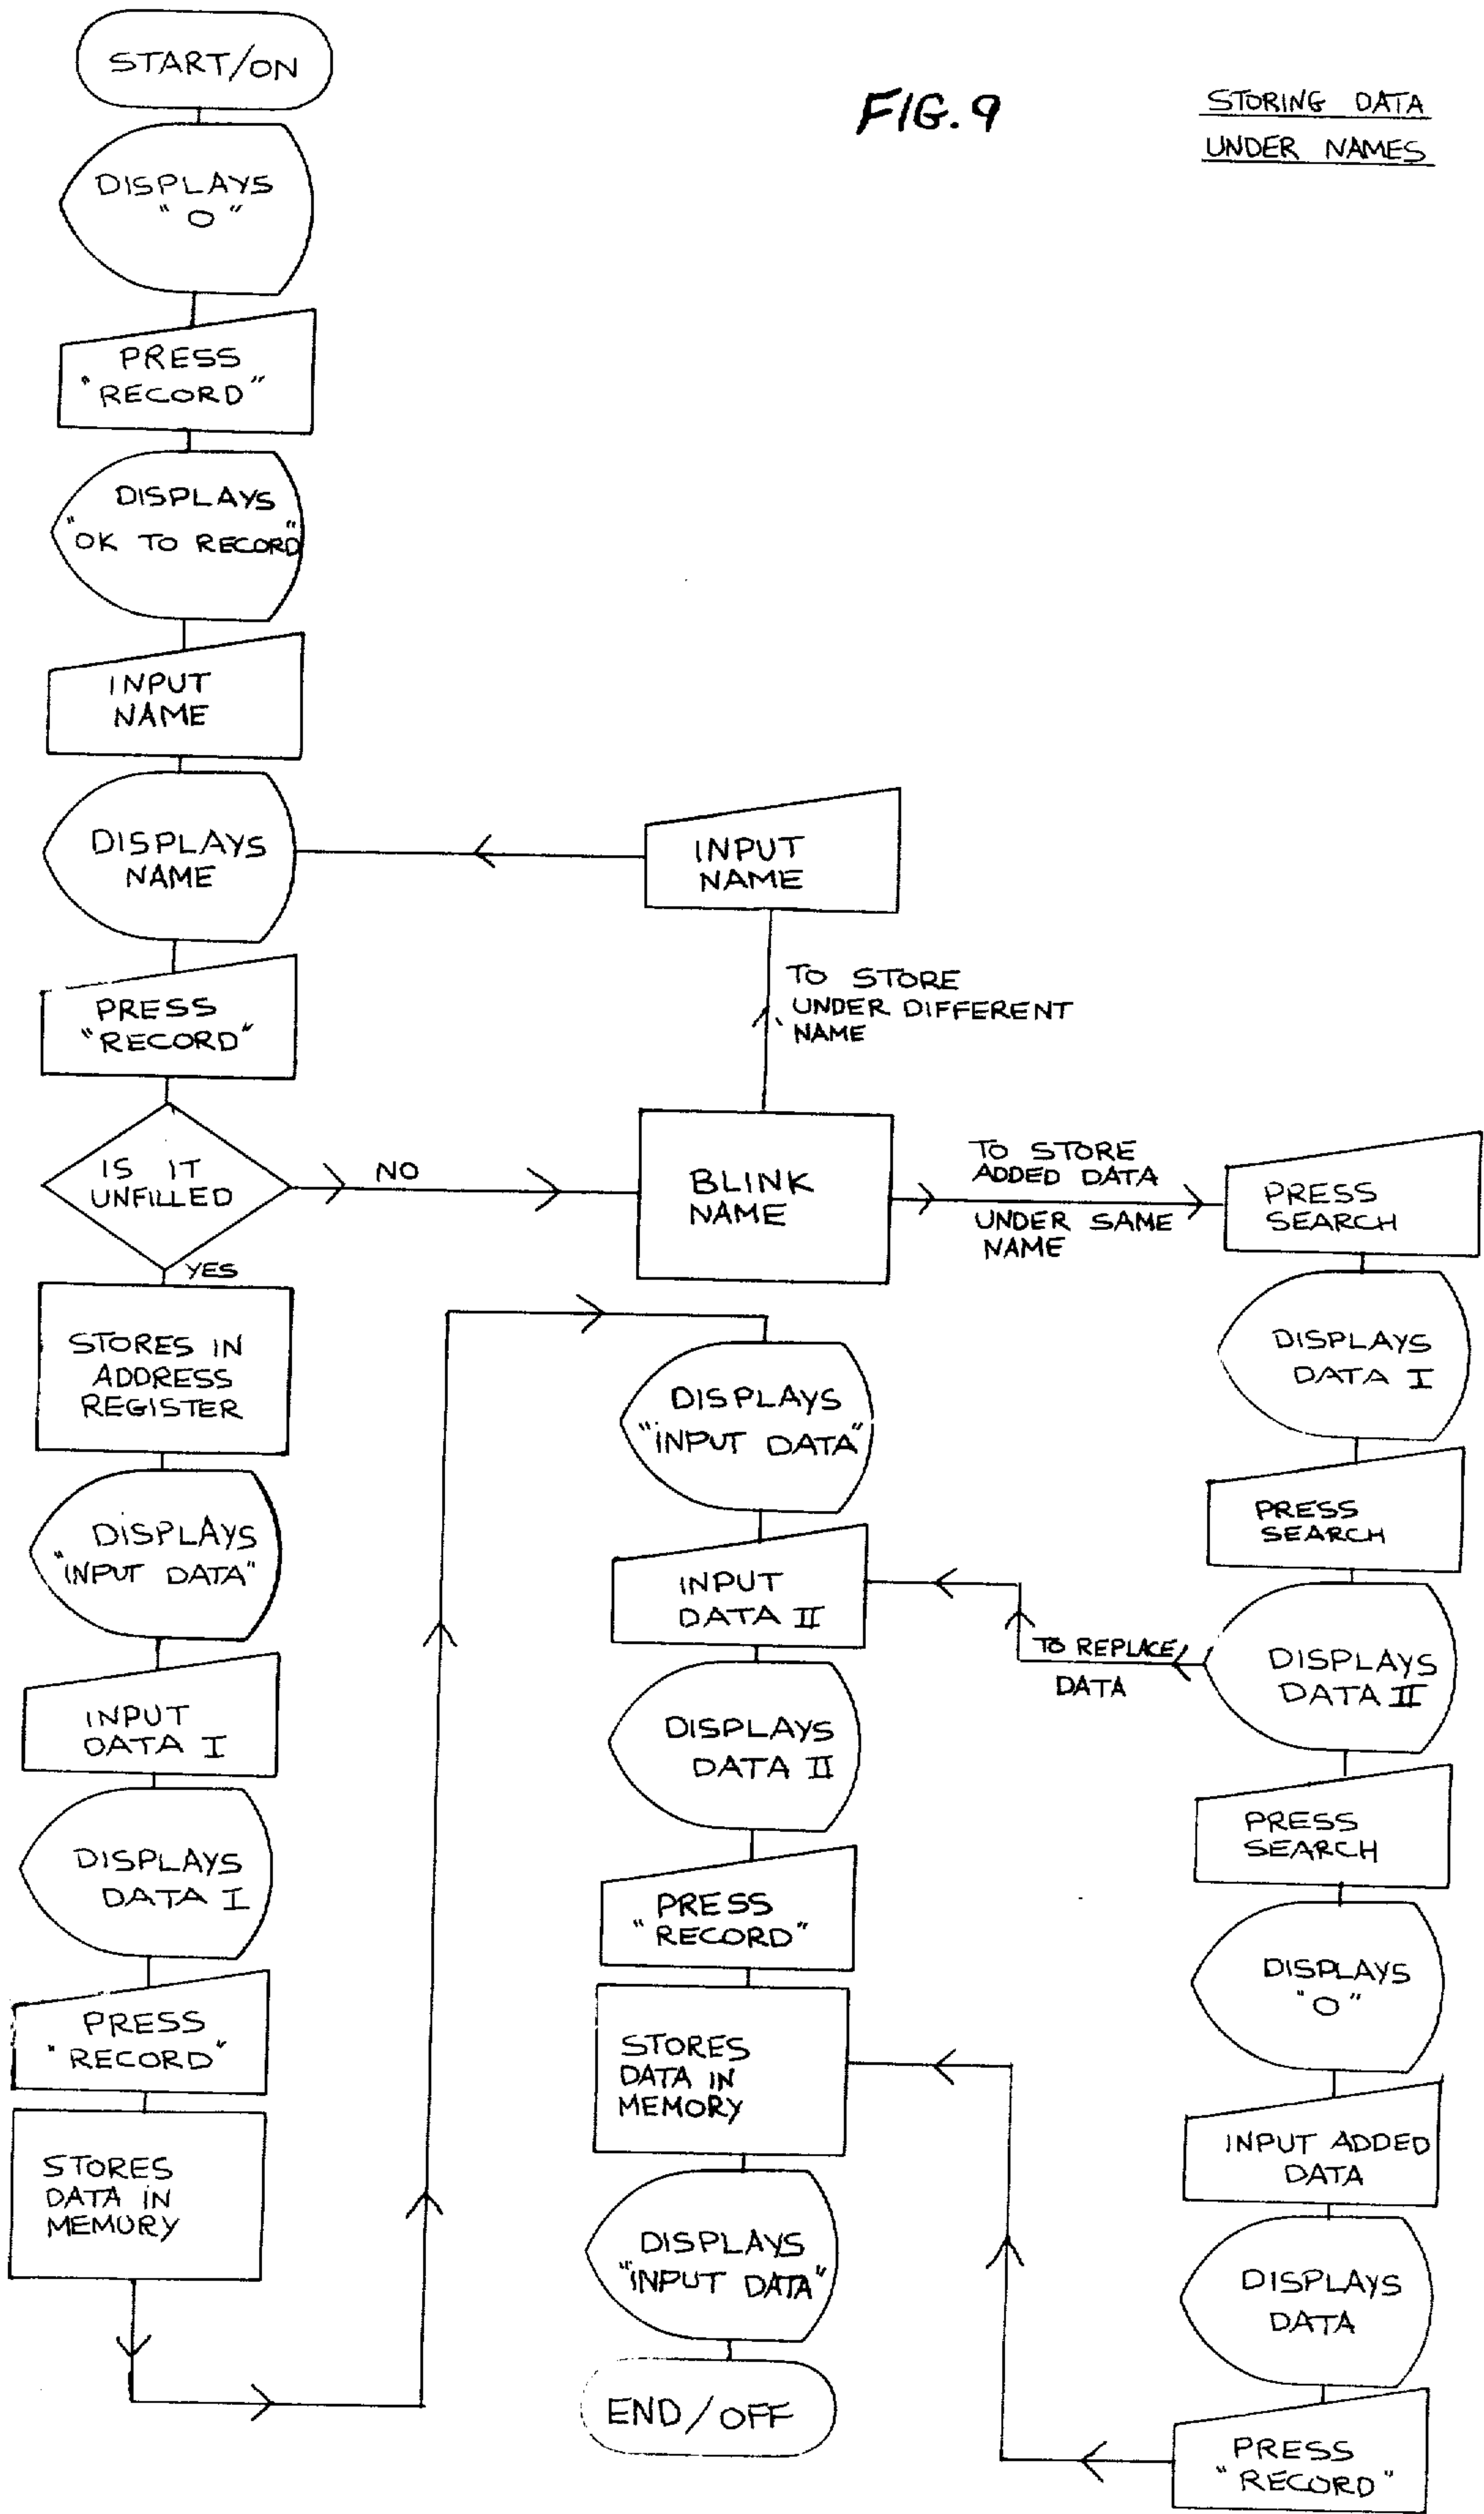 FIG. 9
STORING DATA
UNDER NAMES
START/ON
DISPLAYS
"O"
PRESS
"RECORD"
DISPLAYS
"OK TO RECORD"
INPUT
NAME
DISPLAYS
NAME
PRESS
"RECORD"
IS IT
UNFILLED
NO
YES
STORES IN
ADDRESS
REGISTER
DISPLAYS
"INPUT DATA"
INPUT
DATA I
DISPLAYS
DATA I
PRESS
"RECORD"
STORES
DATA IN
MEMORY
INPUT
NAME
TO STORE
UNDER DIFFERENT
NAME
BLINK
NAME
TO STORE
ADDED DATA
UNDER SAME
NAME
DISPLAYS
"INPUT DATA"
INPUT
DATA II
DISPLAYS
DATA II
PRESS
"RECORD"
STORES
DATA IN
MEMORY
DISPLAYS
"INPUT DATA"
END/OFF
PRESS
SEARCH
DISPLAYS
DATA I
PRESS
SEARCH
DISPLAYS
DATA II
TO REPLACE
DATA
PRESS
SEARCH
DISPLAYS
"O"
INPUT ADDED
DATA
DISPLAYS
DATA
PRESS
"RECORD"